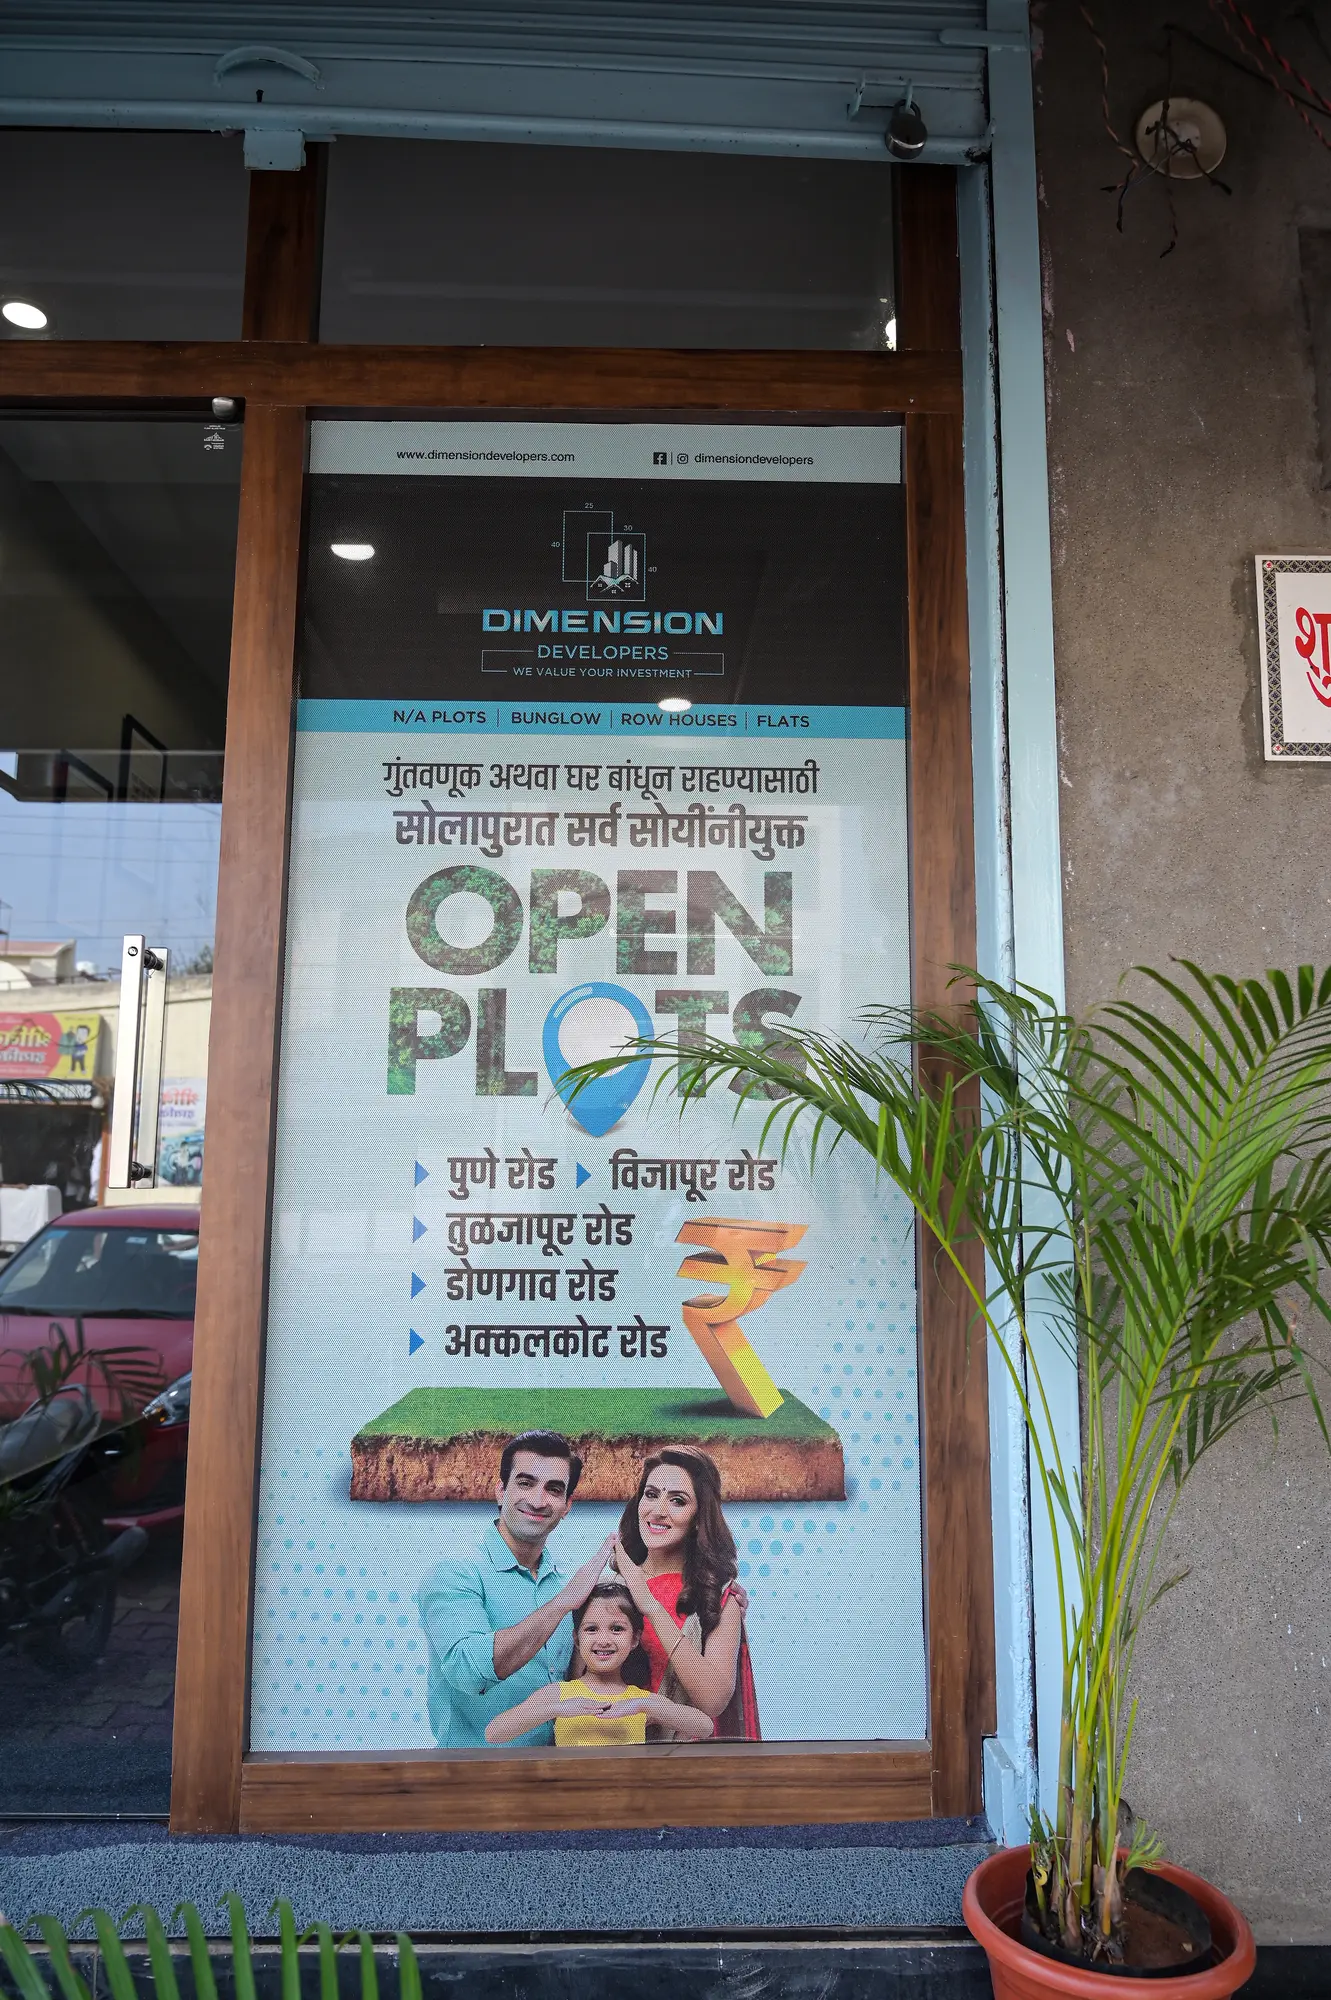 www.dimensiondevelopers.com dimensiondevelopers
25
30
40
40
DIMENSION
DEVELOPERS
WE VALUE YOUR INVESTMENT
N/A PLOTS | BUNGLOW | ROW HOUSES | FLATS
गुंतवणूक अथवा घर बांधून राहण्यासाठी
सोलापुरात सर्व सोयींनीयुक्त
OPEN
PLOTS
पुणे रोड विजापूर रोड
तुळजापूर रोड
डोणगाव रोड
अक्कलकोट रोड
₹